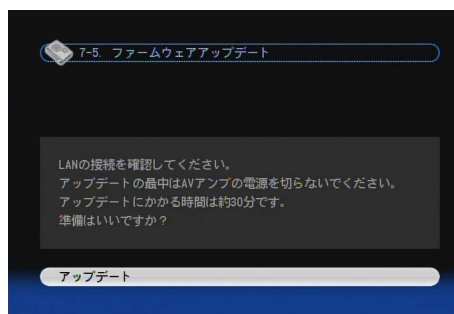 7-5. ファームウェアアップデート
LANの接続を確認してください。
アップデートの最中はAVアンプの電源を切らないでください。
アップデートにかかる時間は約30分です。
準備はいいですか？
アップデート